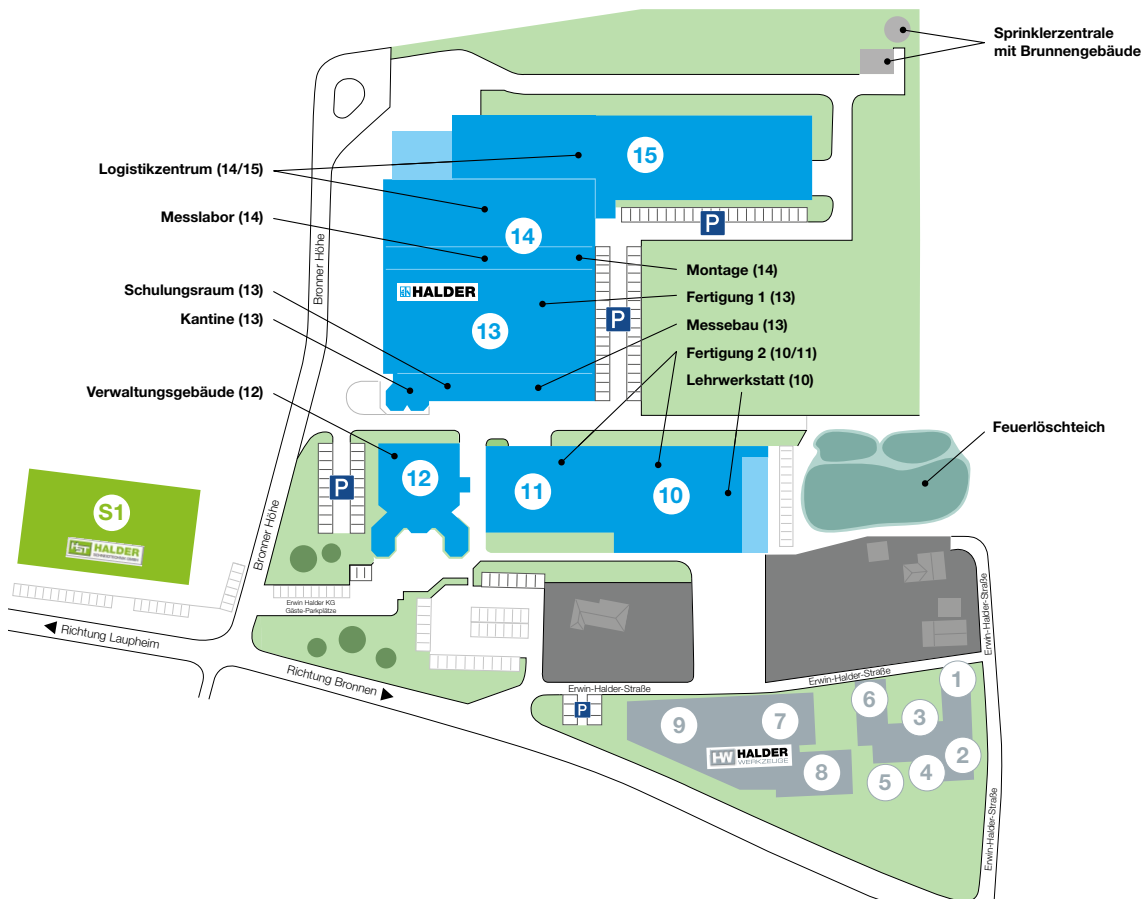 Sprinklerzentrale
mit Brunnengebäude
15
Logistikzentrum (14/15)
Messlabor (14)
14
P
Bronner Höhe
Montage (14)
Schulungsraum (13)
HALDER
Fertigung 1 (13)
Kantine (13)
13
P
Messebau (13)
Fertigung 2 (10/11)
Lehrwerkstatt (10)
Verwaltungsgebäude (12)
Feuerlöschteich
12
P
11
10
S1
HST HALDER
Bronner Höhe
Erwin Halder KG
Gäste-Parkplätze
Richtung Laupheim
Richtung Bronnen
Erwin-Halder-Straße
Erwin-Halder-Straße
Erwin-Halder-Straße
P
9
7
6
1
3
HW HALDER
WERKZEUGE
8
5
4
2
Erwin-Halder-Straße